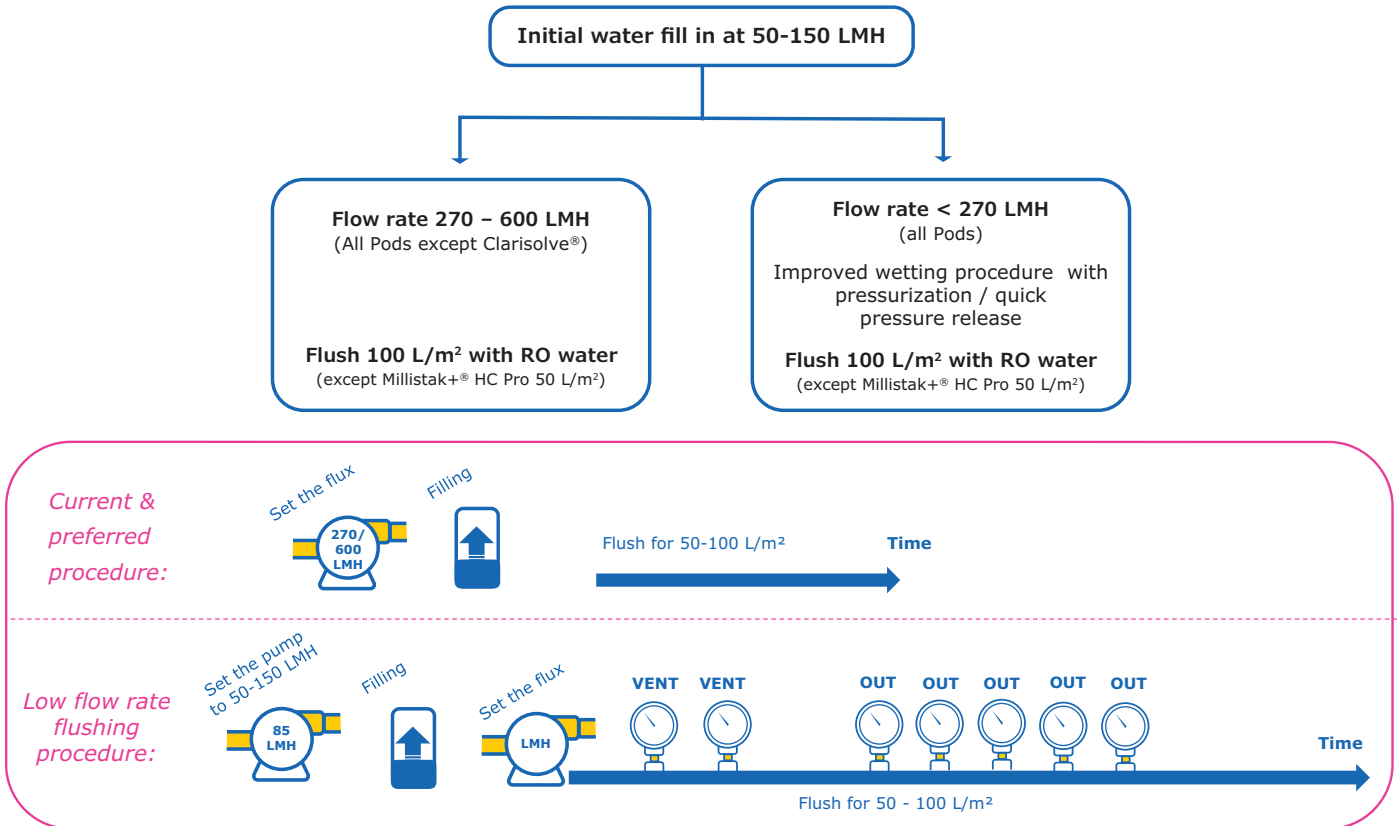 Initial water fill in at 50-150 LMH
Flow rate 270 – 600 LMH
(All Pods except Clarisolve®)
Flush 100 L/m² with RO water
(except Millistak+® HC Pro 50 L/m²)
Flow rate < 270 LMH
(all Pods)
Improved wetting procedure with
pressurization / quick
pressure release
Flush 100 L/m² with RO water
(except Millistak+® HC Pro 50 L/m²)
Current &
preferred
procedure:
Set the flux
270/
600
LMH
Filling
Flush for 50-100 L/m²
Time
Low flow rate
flushing
procedure:
Set the pump
to 50-150 LMH
85
LMH
Filling
Set the flux
LMH
VENT
VENT
OUT
OUT
OUT
OUT
OUT
Time
Flush for 50 - 100 L/m²